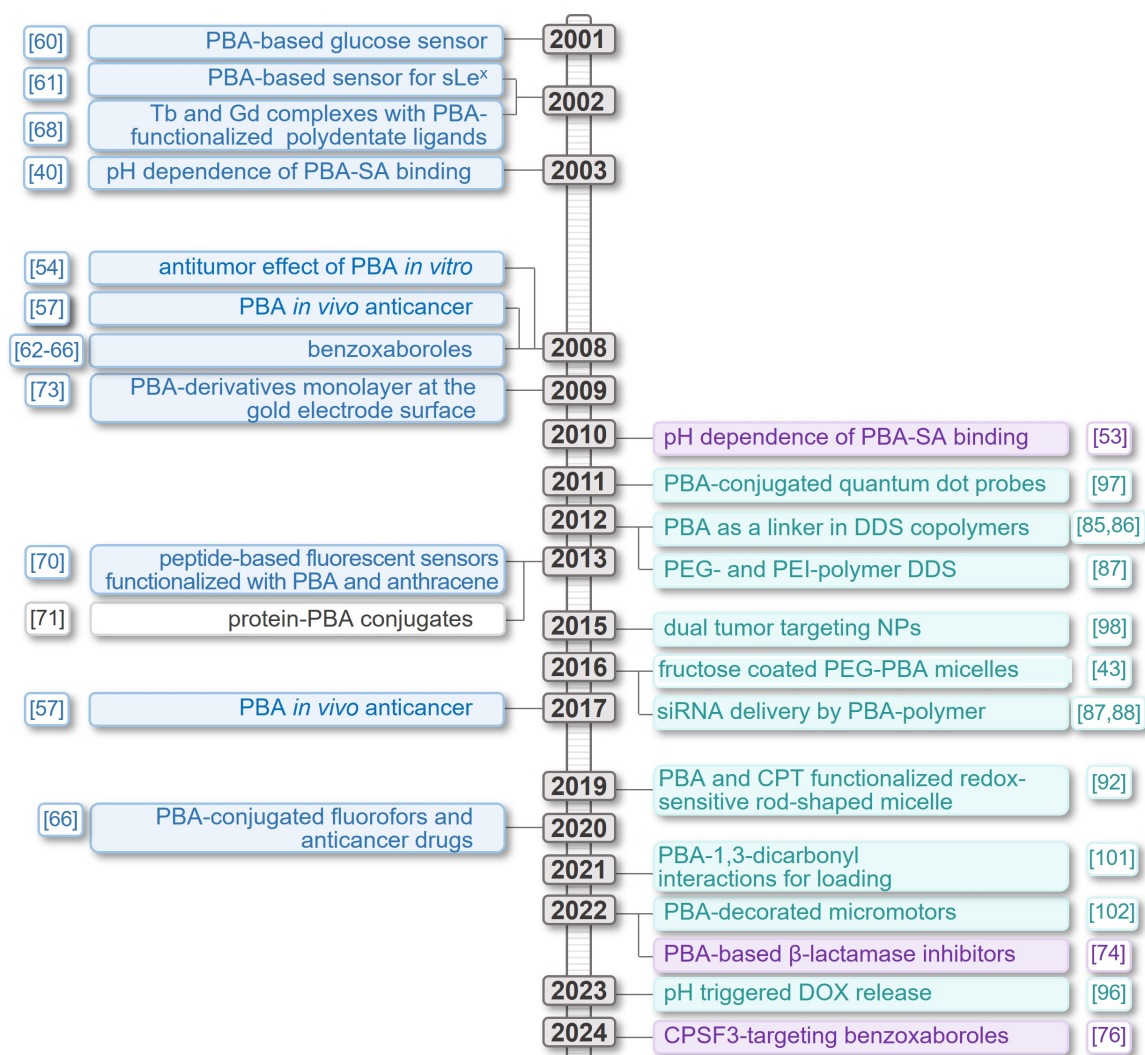 [60] PBA-based glucose sensor 2001
[61] PBA-based sensor for sLeˣ
2002
[68] Tb and Gd complexes with PBA-
functionalized polydentate ligands
[40] pH dependence of PBA-SA binding 2003
[54] antitumor effect of PBA in vitro
[57] PBA in vivo anticancer
[62-66] benzoxaboroles 2008
[73] PBA-derivatives monolayer at the
gold electrode surface
2009
2010 pH dependence of PBA-SA binding [53]
2011 PBA-conjugated quantum dot probes [97]
2012 PBA as a linker in DDS copolymers [85,86]
[70] peptide-based fluorescent sensors
functionalized with PBA and anthracene
2013 PEG- and PEI-polymer DDS [87]
[71] protein-PBA conjugates
2015 dual tumor targeting NPs [98]
2016 fructose coated PEG-PBA micelles [43]
[57] PBA in vivo anticancer 2017
siRNA delivery by PBA-polymer [87,88]
2019 PBA and CPT functionalized redox-
sensitive rod-shaped micelle [92]
[66] PBA-conjugated fluorofors and
anticancer drugs
2020
2021 PBA-1,3-dicarbonyl
interactions for loading [101]
2022 PBA-decorated micromotors [102]
PBA-based β-lactamase inhibitors [74]
2023 pH triggered DOX release [96]
2024 CPSF3-targeting benzoxaboroles [76]